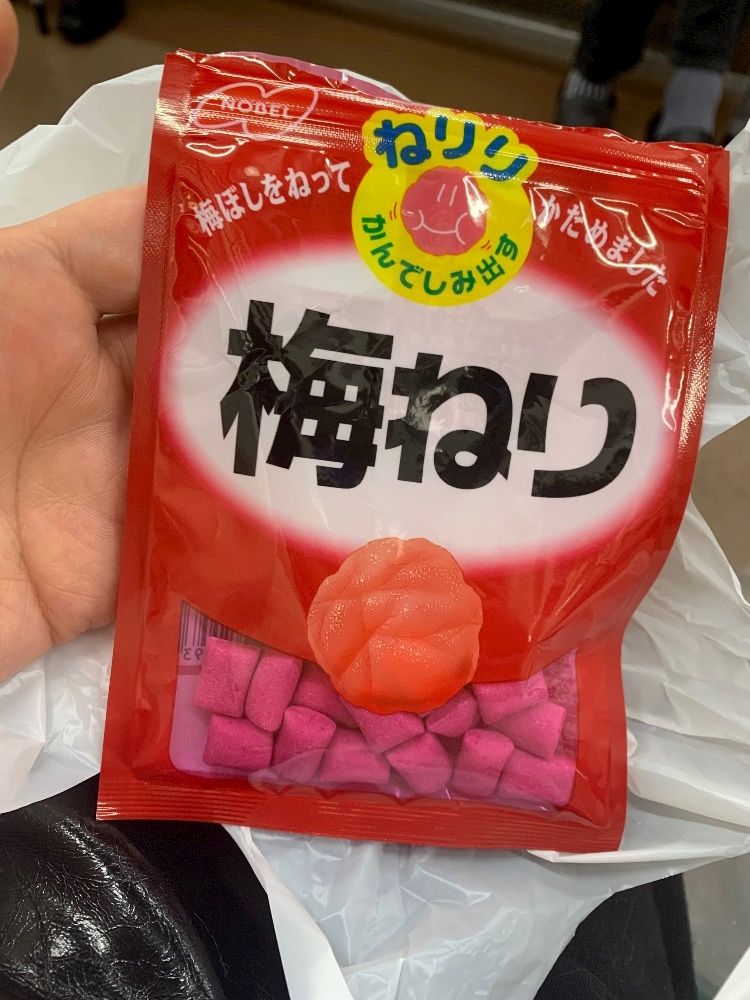 NOBEL
ねりり
梅ぼしをねって
かためました
かんでしみ出す
梅ねり